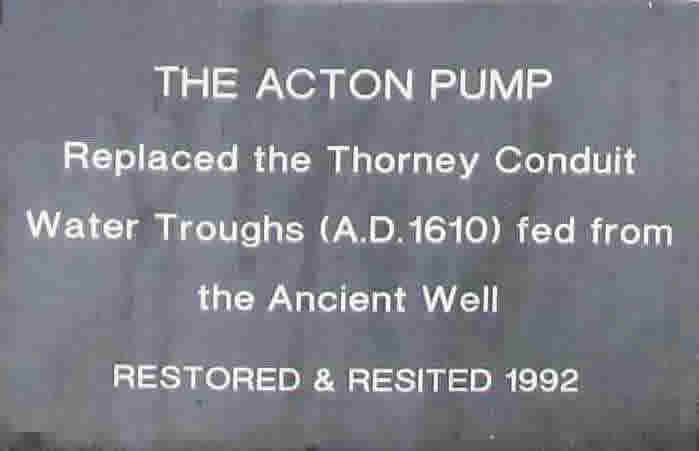 THE ACTON PUMP
Replaced the Thorney Conduit
Water Troughs (A.D.1610) fed from
the Ancient Well
RESTORED & RESITED 1992